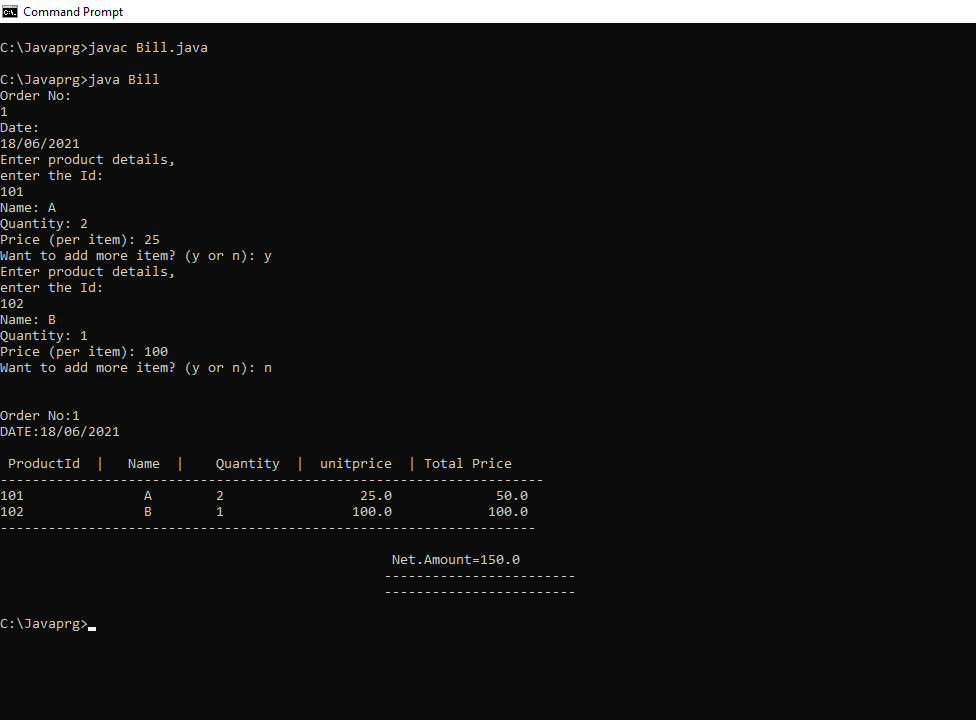 Command Prompt
C:\Javaprg>javac Bill.java
C:\Javaprg>java Bill
Order No:
1
Date:
18/06/2021
Enter product details,
enter the Id:
101
Name: A
Quantity: 2
Price (per item): 25
Want to add more item? (y or n): y
Enter product details,
enter the Id:
102
Name: B
Quantity: 1
Price (per item): 100
Want to add more item? (y or n): n
Order No:1
DATE:18/06/2021
ProductId  |   Name  |    Quantity  |  unitprice  | Total Price
--------------------------------------------------------------------
101               A        2                 25.0             50.0
102               B        1                100.0            100.0
-------------------------------------------------------------------
Net.Amount=150.0
------------------------
------------------------
C:\Javaprg>